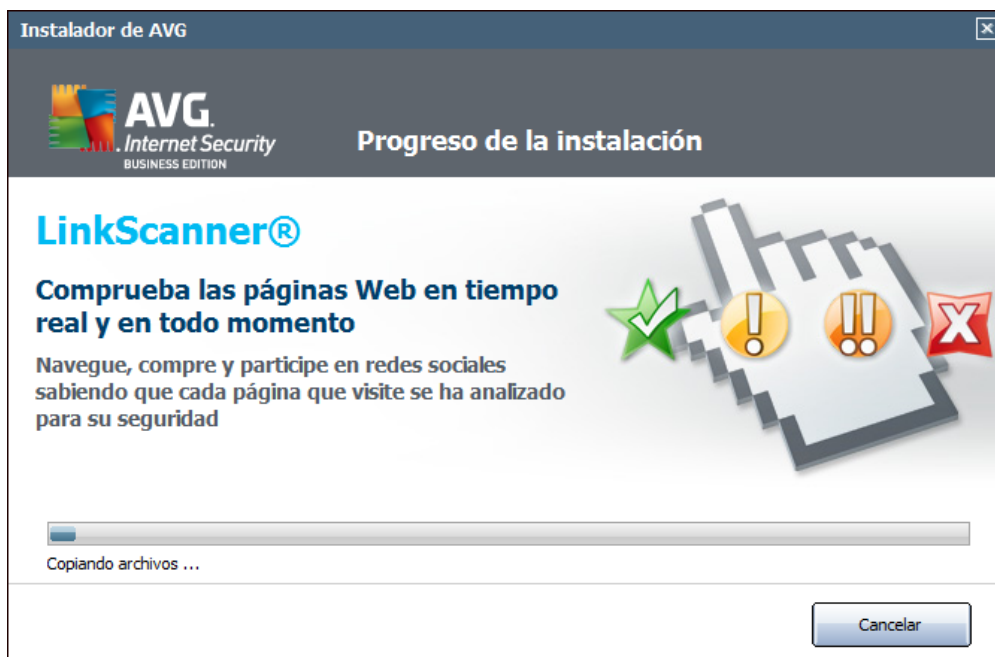 Instalador de AVG
AVG.
Internet Security
BUSINESS EDITION
Progreso de la instalación
LinkScanner®
Comprueba las páginas Web en tiempo
real y en todo momento
Navegue, compre y participe en redes sociales
sabiendo que cada página que visite se ha analizado
para su seguridad
Copiando archivos ...
Cancelar